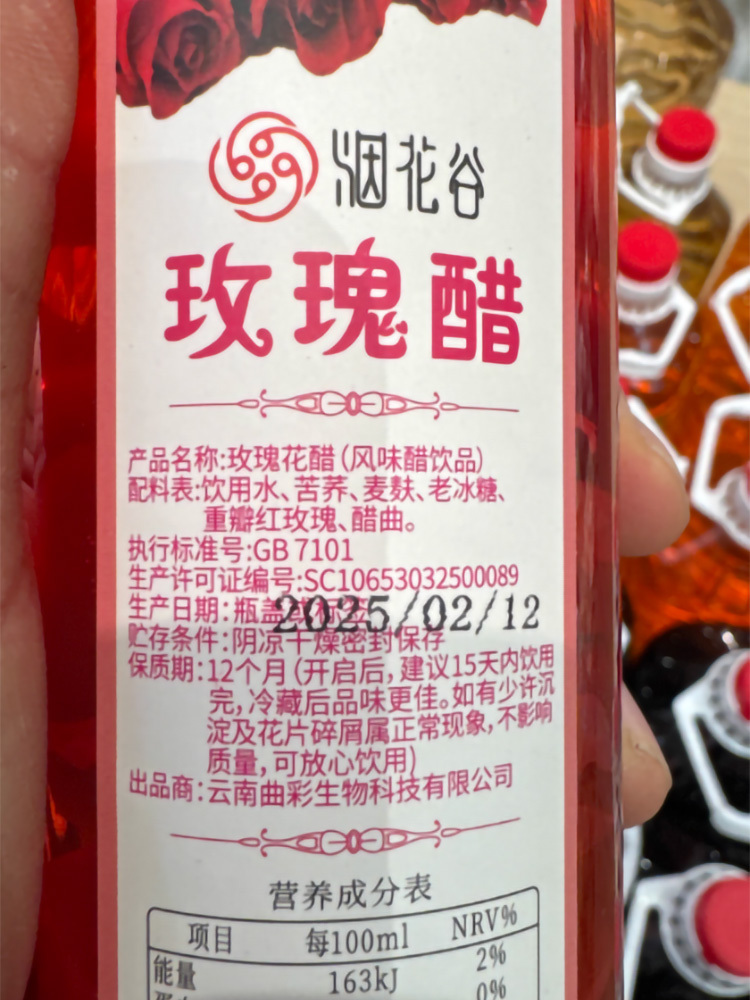 烟花谷
玫瑰醋
产品名称:玫瑰花醋(风味醋饮品)
配料表:饮用水、苦荞、麦麸、老冰糖、
重瓣红玫瑰、醋曲。
执行标准号:GB 7101
生产许可证编号:SC10653032500089
生产日期:瓶盖 2025/02/12
贮存条件:阴凉干燥密封保存
保质期:12个月(开启后,建议15天内饮用
完,冷藏后品味更佳。如有少许沉
淀及花片碎屑属正常现象,不影响
质量,可放心饮用)
出品商:云南曲彩生物科技有限公司
营养成分表
项目 每100ml NRV%
能量 163kJ 2%
0%